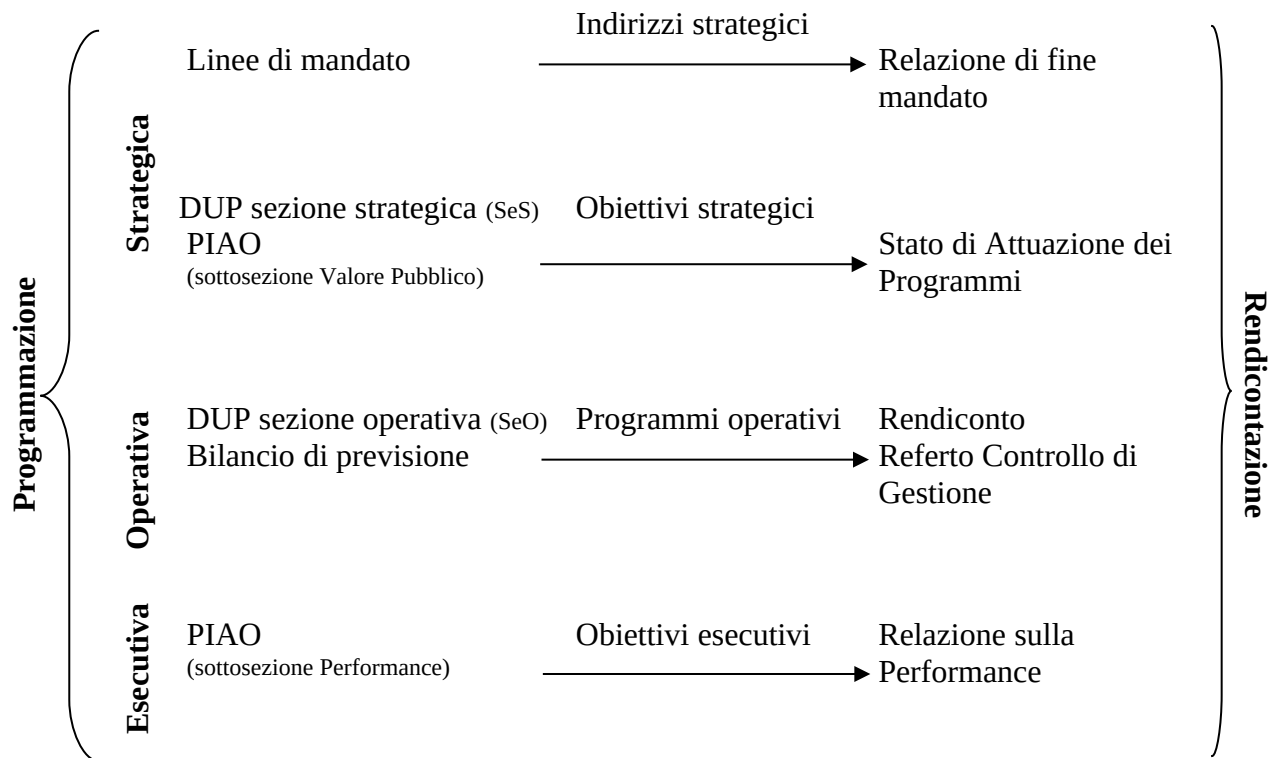 Programmazione
Strategica
Linee di mandato
Indirizzi strategici
Relazione di fine
mandato
DUP sezione strategica (SeS)
PIAO
(sottosezione Valore Pubblico)
Obiettivi strategici
Stato di Attuazione dei
Programmi
Operativa
DUP sezione operativa (SeO)
Bilancio di previsione
Programmi operativi
Rendiconto
Referto Controllo di
Gestione
Esecutiva
PIAO
(sottosezione Performance)
Obiettivi esecutivi
Relazione sulla
Performance
Rendicontazione